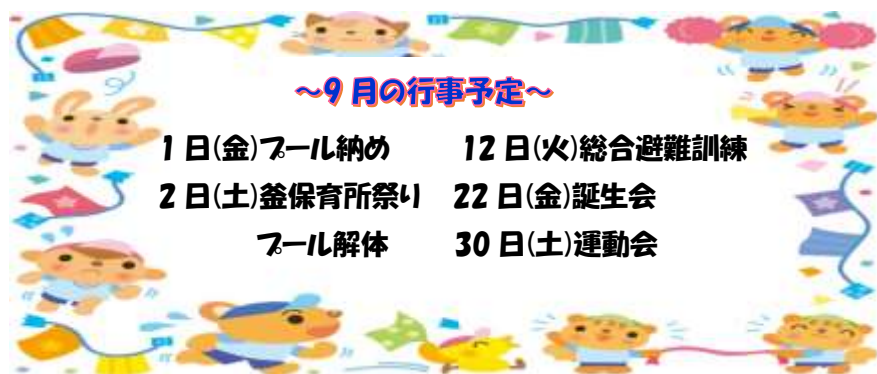 ～9月の行事予定～
1日(金)プール納め 12日(火)総合避難訓練
2日(土)釜保育所祭り 22日(金)誕生会
プール解体 30日(土)運動会